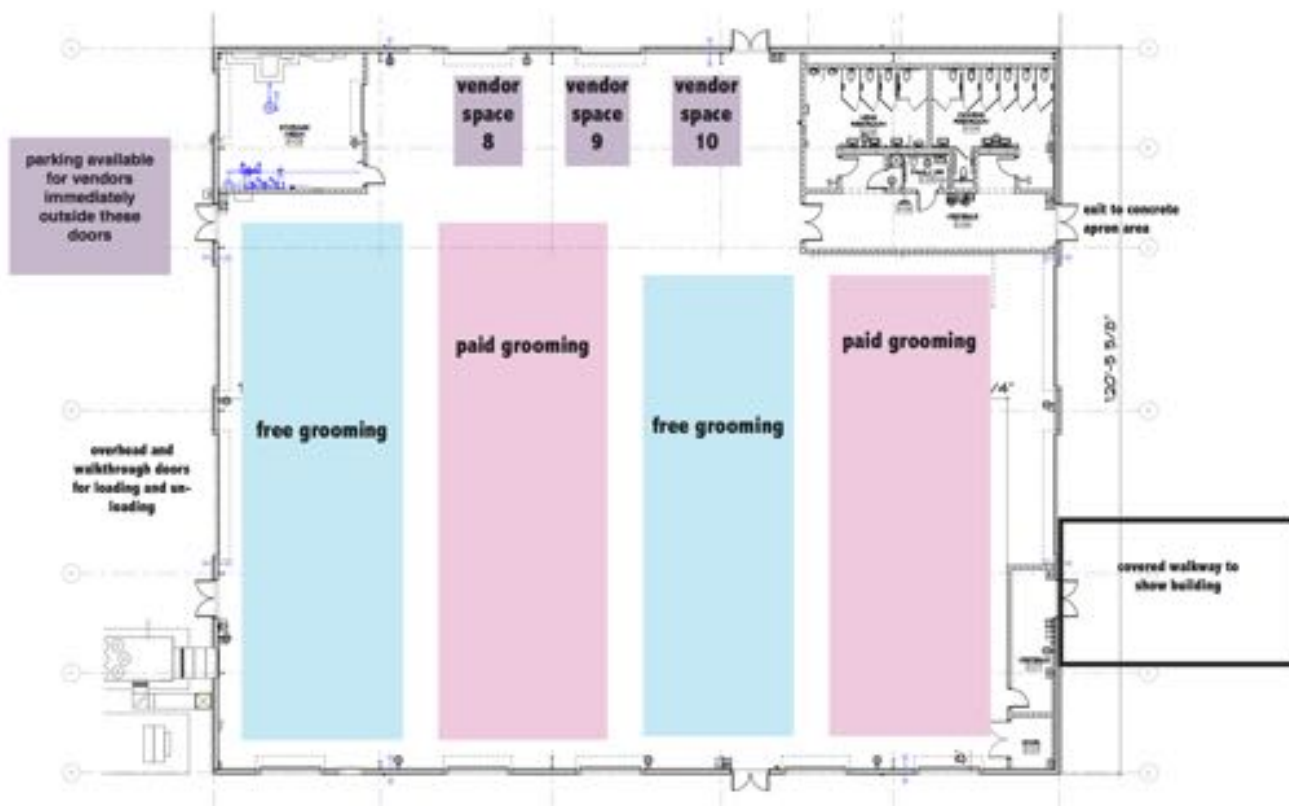 vendor
space
8
vendor
space
9
vendor
space
10
parking available
for vendors
immediately
outside these
doors
exit to concrete
apron area
paid grooming
paid grooming
120'-5 5/8"
free grooming
free grooming
overhead and
walkthrough doors
for loading and un-
loading
covered walkway to
show building